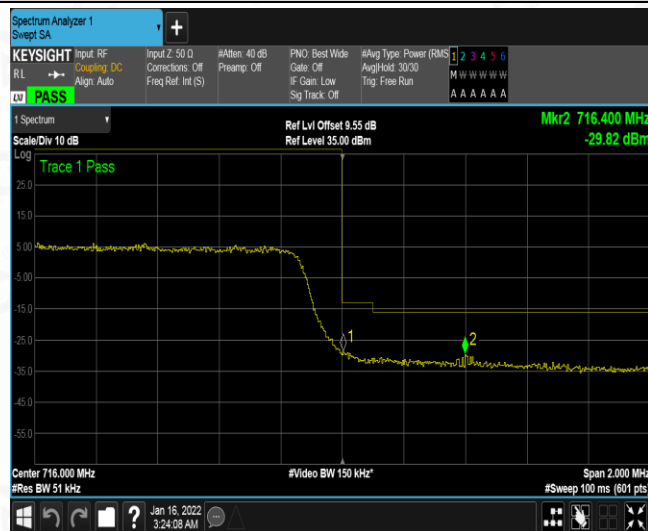 Spectrum Analyzer 1
Swept SA
+
KEYSIGHT
RL
LXI PASS
Input: RF
Coupling: DC
Align: Auto
Input Z: 50 Ω
Corrections: Off
Freq Ref: Int (S)
#Atten: 40 dB
Preamp: Off
PNO: Best Wide
Gate: Off
IF Gain: Low
Sig Track: Off
#Avg Type: Power (RMS
Avg|Hold: 30/30
Trig: Free Run
1 2 3 4 5 6
M W W W W W
A A A A A A
1 Spectrum
Scale/Div 10 dB
Ref Lvl Offset 9.55 dB
Ref Level 35.00 dBm
Mkr2 716.400 MHz
-29.82 dBm
Log
Trace 1 Pass
25.0
15.0
5.00
-5.00
-15.0
-25.0
-35.0
-45.0
-55.0
1
2
Center 716.000 MHz
#Res BW 51 kHz
#Video BW 150 kHz*
Span 2.000 MHz
#Sweep 100 ms (601 pts)
?
Jan 16, 2022
3:24:08 AM